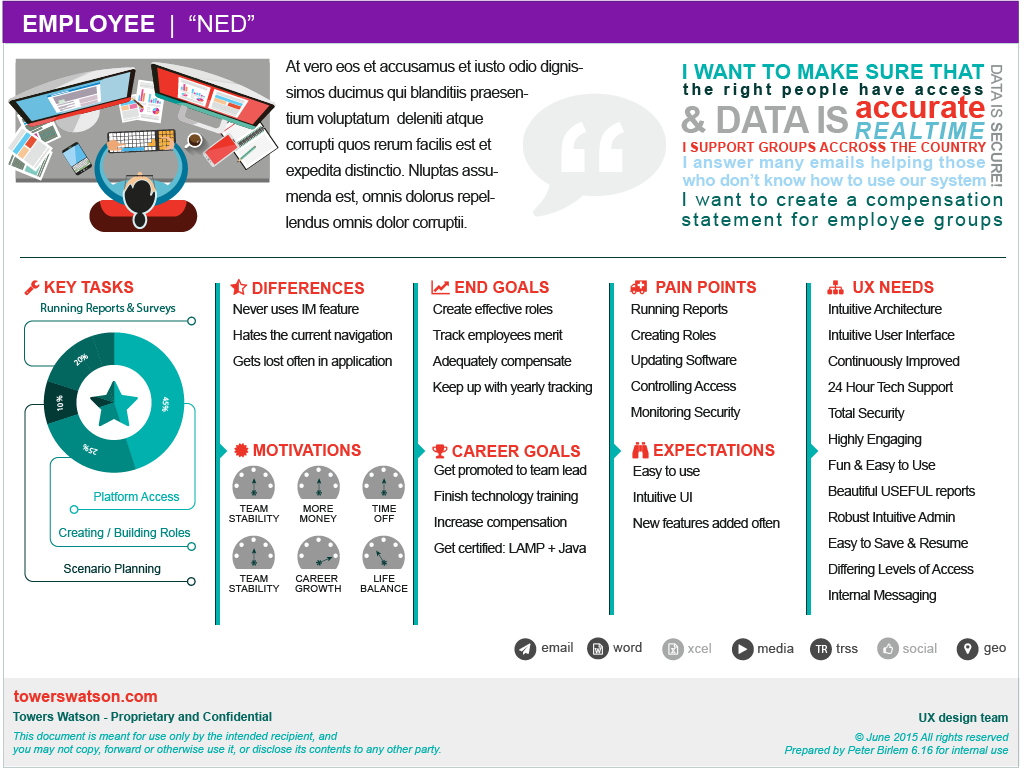 EMPLOYEE | “NED”
At vero eos et accusamus et iusto odio dignis-
simos ducimus qui blanditiis praesen-
tium voluptatum deleniti atque
corrupti quos rerum facilis est et
expedita distinctio. Nluptas assu-
menda est, omnis dolorus repel-
lendus omnis dolor corruptii.
I WANT TO MAKE SURE THAT
the right people have access
& DATA IS accurate
REALTIME
I SUPPORT GROUPS ACCROSS THE COUNTRY
I answer many emails helping those
who don’t know how to use our system
I want to create a compensation
statement for employee groups
DATA IS SECURE!
KEY TASKS
Running Reports & Surveys
20%
45%
10%
25%
Platform Access
Creating / Building Roles
Scenario Planning
DIFFERENCES
Never uses IM feature
Hates the current navigation
Gets lost often in application
MOTIVATIONS
TEAM
STABILITY
MORE
MONEY
TIME
OFF
TEAM
STABILITY
CAREER
GROWTH
LIFE
BALANCE
END GOALS
Create effective roles
Track employees merit
Adequately compensate
Keep up with yearly tracking
CAREER GOALS
Get promoted to team lead
Finish technology training
Increase compensation
Get certified: LAMP + Java
PAIN POINTS
Running Reports
Creating Roles
Updating Software
Controlling Access
Monitoring Security
EXPECTATIONS
Easy to use
Intuitive UI
New features added often
UX NEEDS
Intuitive Architecture
Intuitive User Interface
Continuously Improved
24 Hour Tech Support
Total Security
Highly Engaging
Fun & Easy to Use
Beautiful USEFUL reports
Robust Intuitive Admin
Easy to Save & Resume
Differing Levels of Access
Internal Messaging
email word xcel media TR trss social geo
towerswatson.com
Towers Watson - Proprietary and Confidential
This document is meant for use only by the intended recipient, and
you may not copy, forward or otherwise use it, or disclose its contents to any other party.
UX design team
© June 2015 All rights reserved
Prepared by Peter Birlem 6.16 for internal use